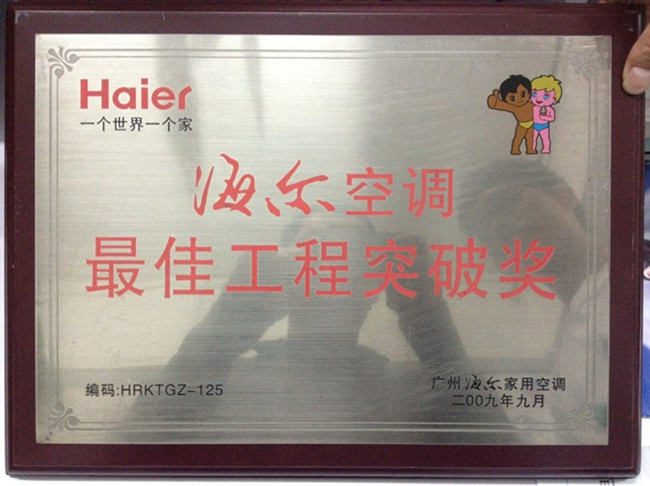 Haier
一个世界一个家
海尔空调
最佳工程突破奖
编码:HRKTGZ-125
广州海尔家用空调
二00九年九月